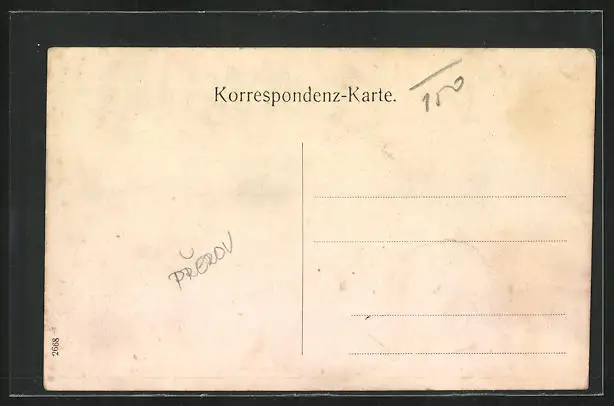 Korrespondenz-Karte.
150
PŘEROV
2668